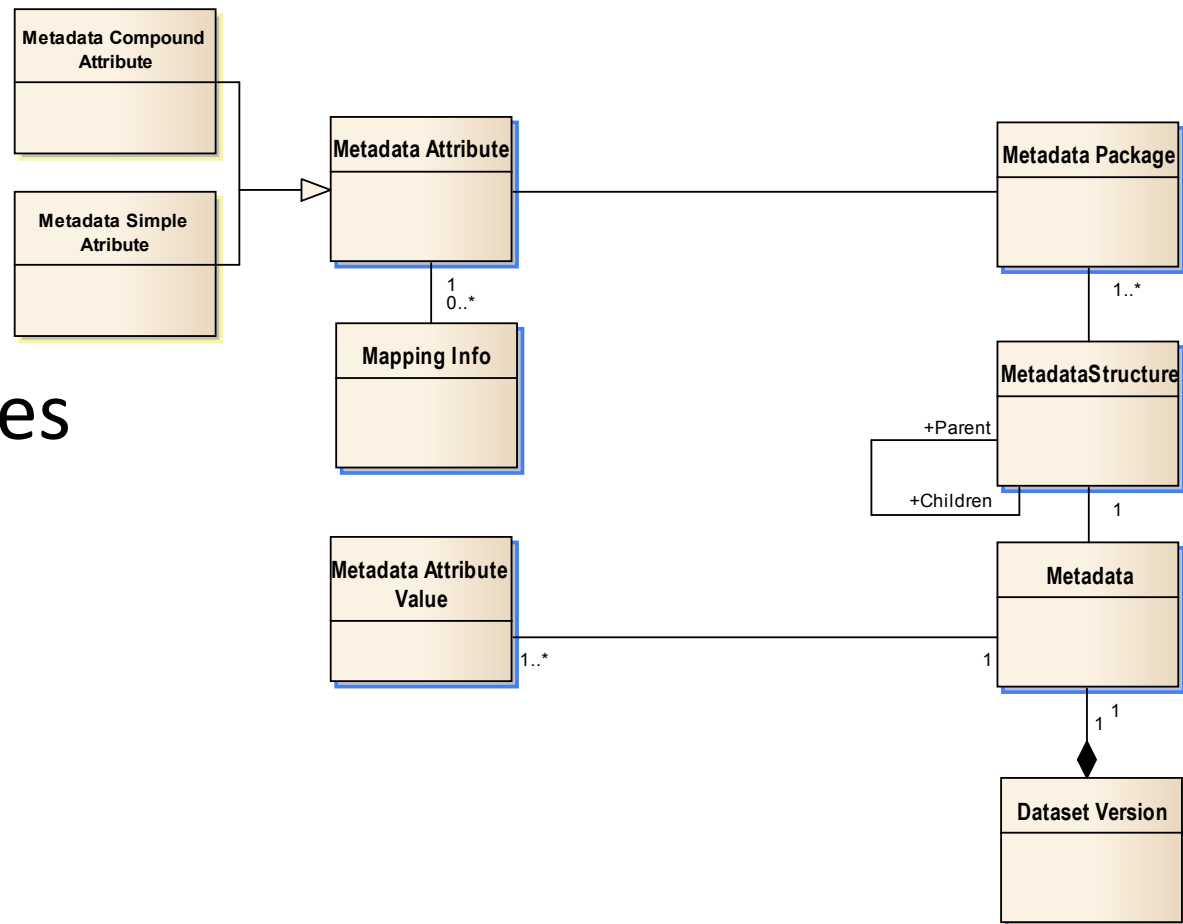 Metadata Compound
Attribute
Metadata Simple
Atribute
Metadata Attribute
1
0..*
Mapping Info
es
Metadata Attribute
Value
1..*
1
Metadata Package
1..*
MetadataStructure
+Parent
+Children
1
Metadata
1
1
Dataset Version